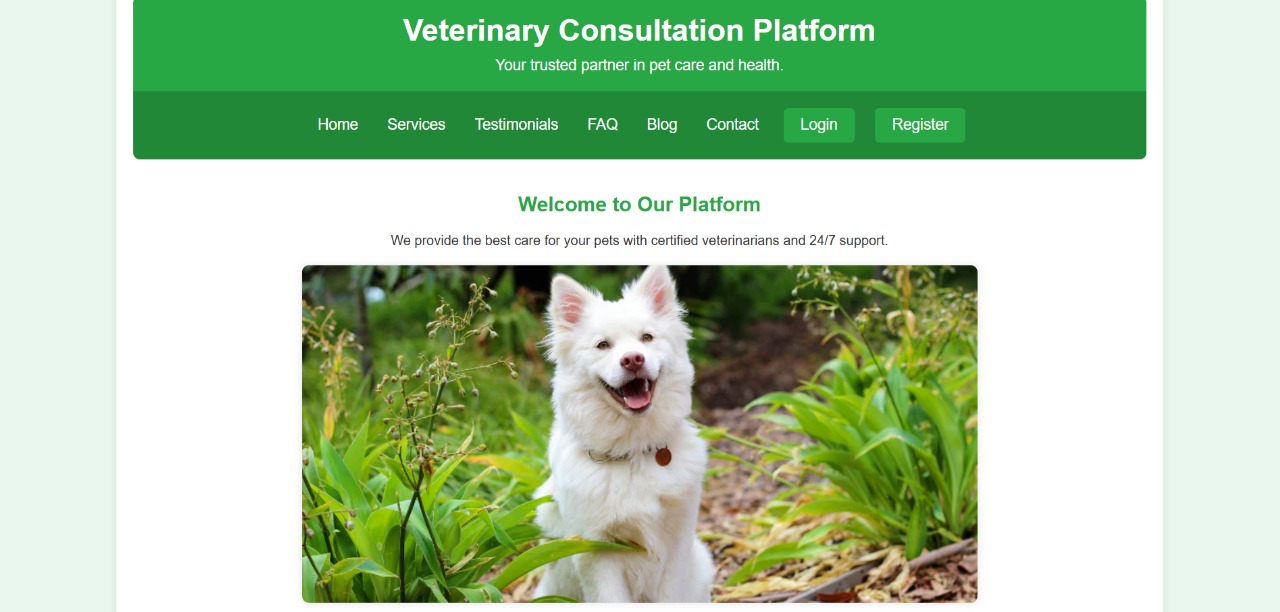 Veterinary Consultation Platform
Your trusted partner in pet care and health.
Home Services Testimonials FAQ Blog Contact Login Register
Welcome to Our Platform
We provide the best care for your pets with certified veterinarians and 24/7 support.